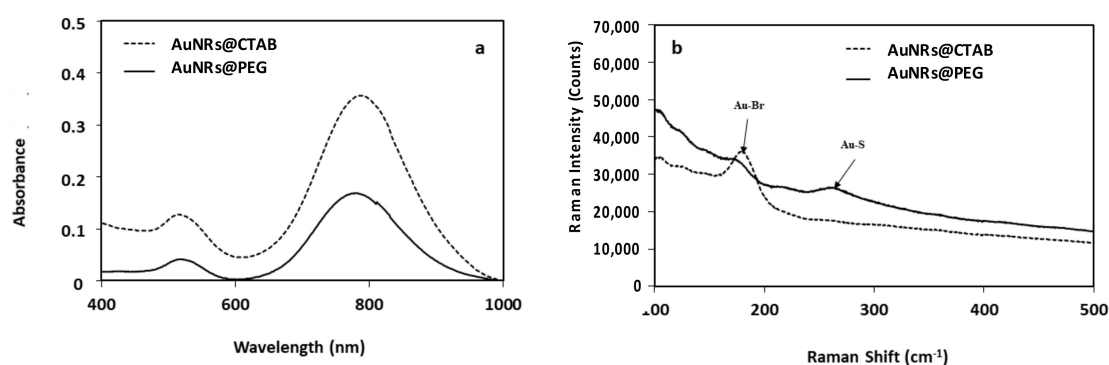 0.5
0.4
0.3
0.2
0.1
0
400
600
800
1000
Absorbance
Wavelength (nm)
AuNRs@CTAB
AuNRs@PEG
a
70,000
60,000
50,000
40,000
30,000
20,000
10,000
0
.00
200
300
400
500
Raman Intensity (Counts)
Raman Shift (cm⁻¹)
b
AuNRs@CTAB
AuNRs@PEG
Au-Br
Au-S